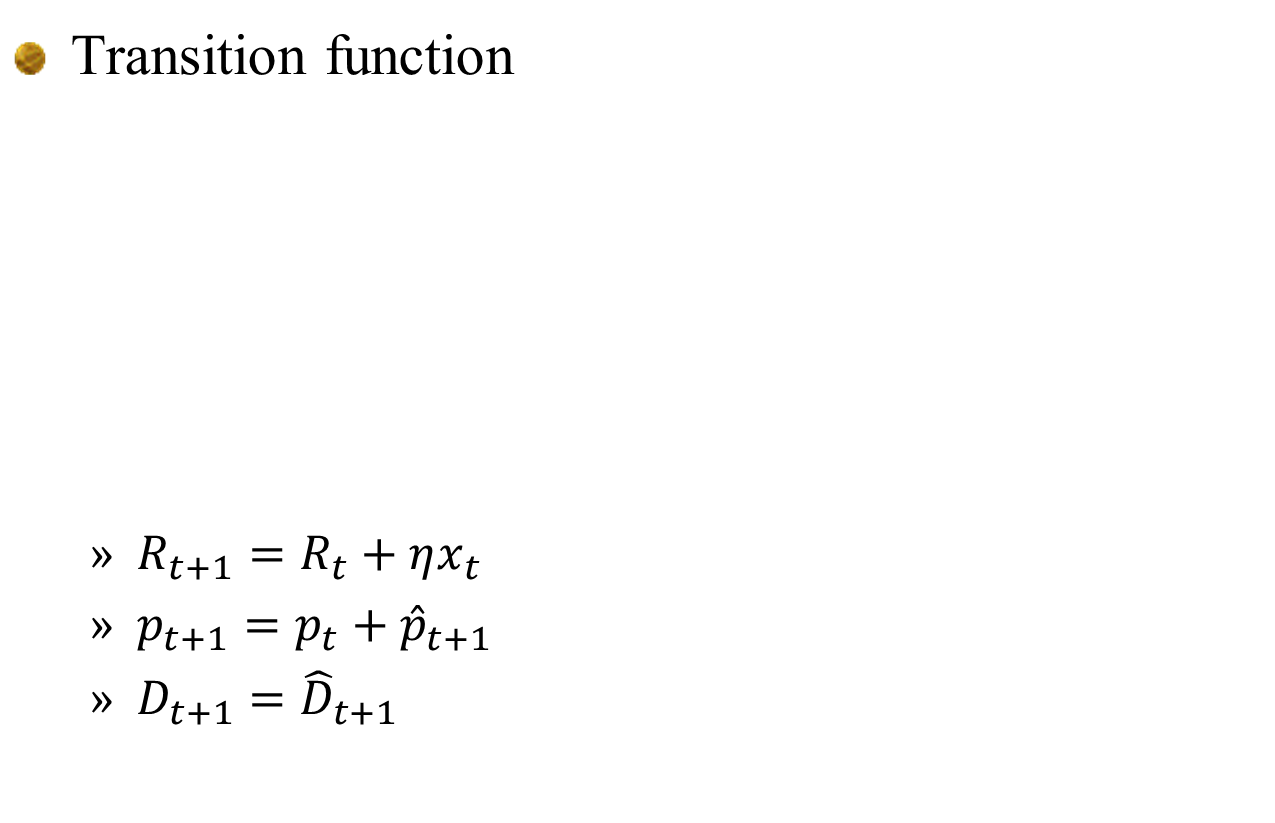 Transition function
» R_{t+1} = R_t + ηx_t
» p_{t+1} = p_t + p̂_{t+1}
» D_{t+1} = D̂_{t+1}